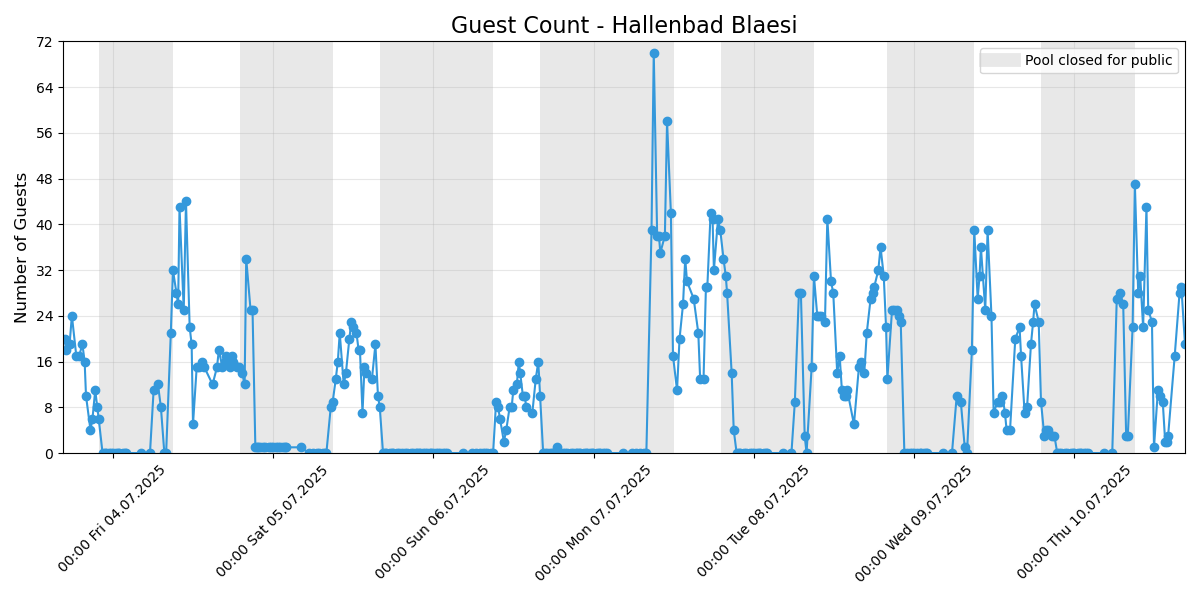 Guest Count - Hallenbad Blaesi
Pool closed for public
Number of Guests
72
64
56
48
40
32
24
16
8
0
00:00 Fri 04.07.2025
00:00 Sat 05.07.2025
00:00 Sun 06.07.2025
00:00 Mon 07.07.2025
00:00 Tue 08.07.2025
00:00 Wed 09.07.2025
00:00 Thu 10.07.2025